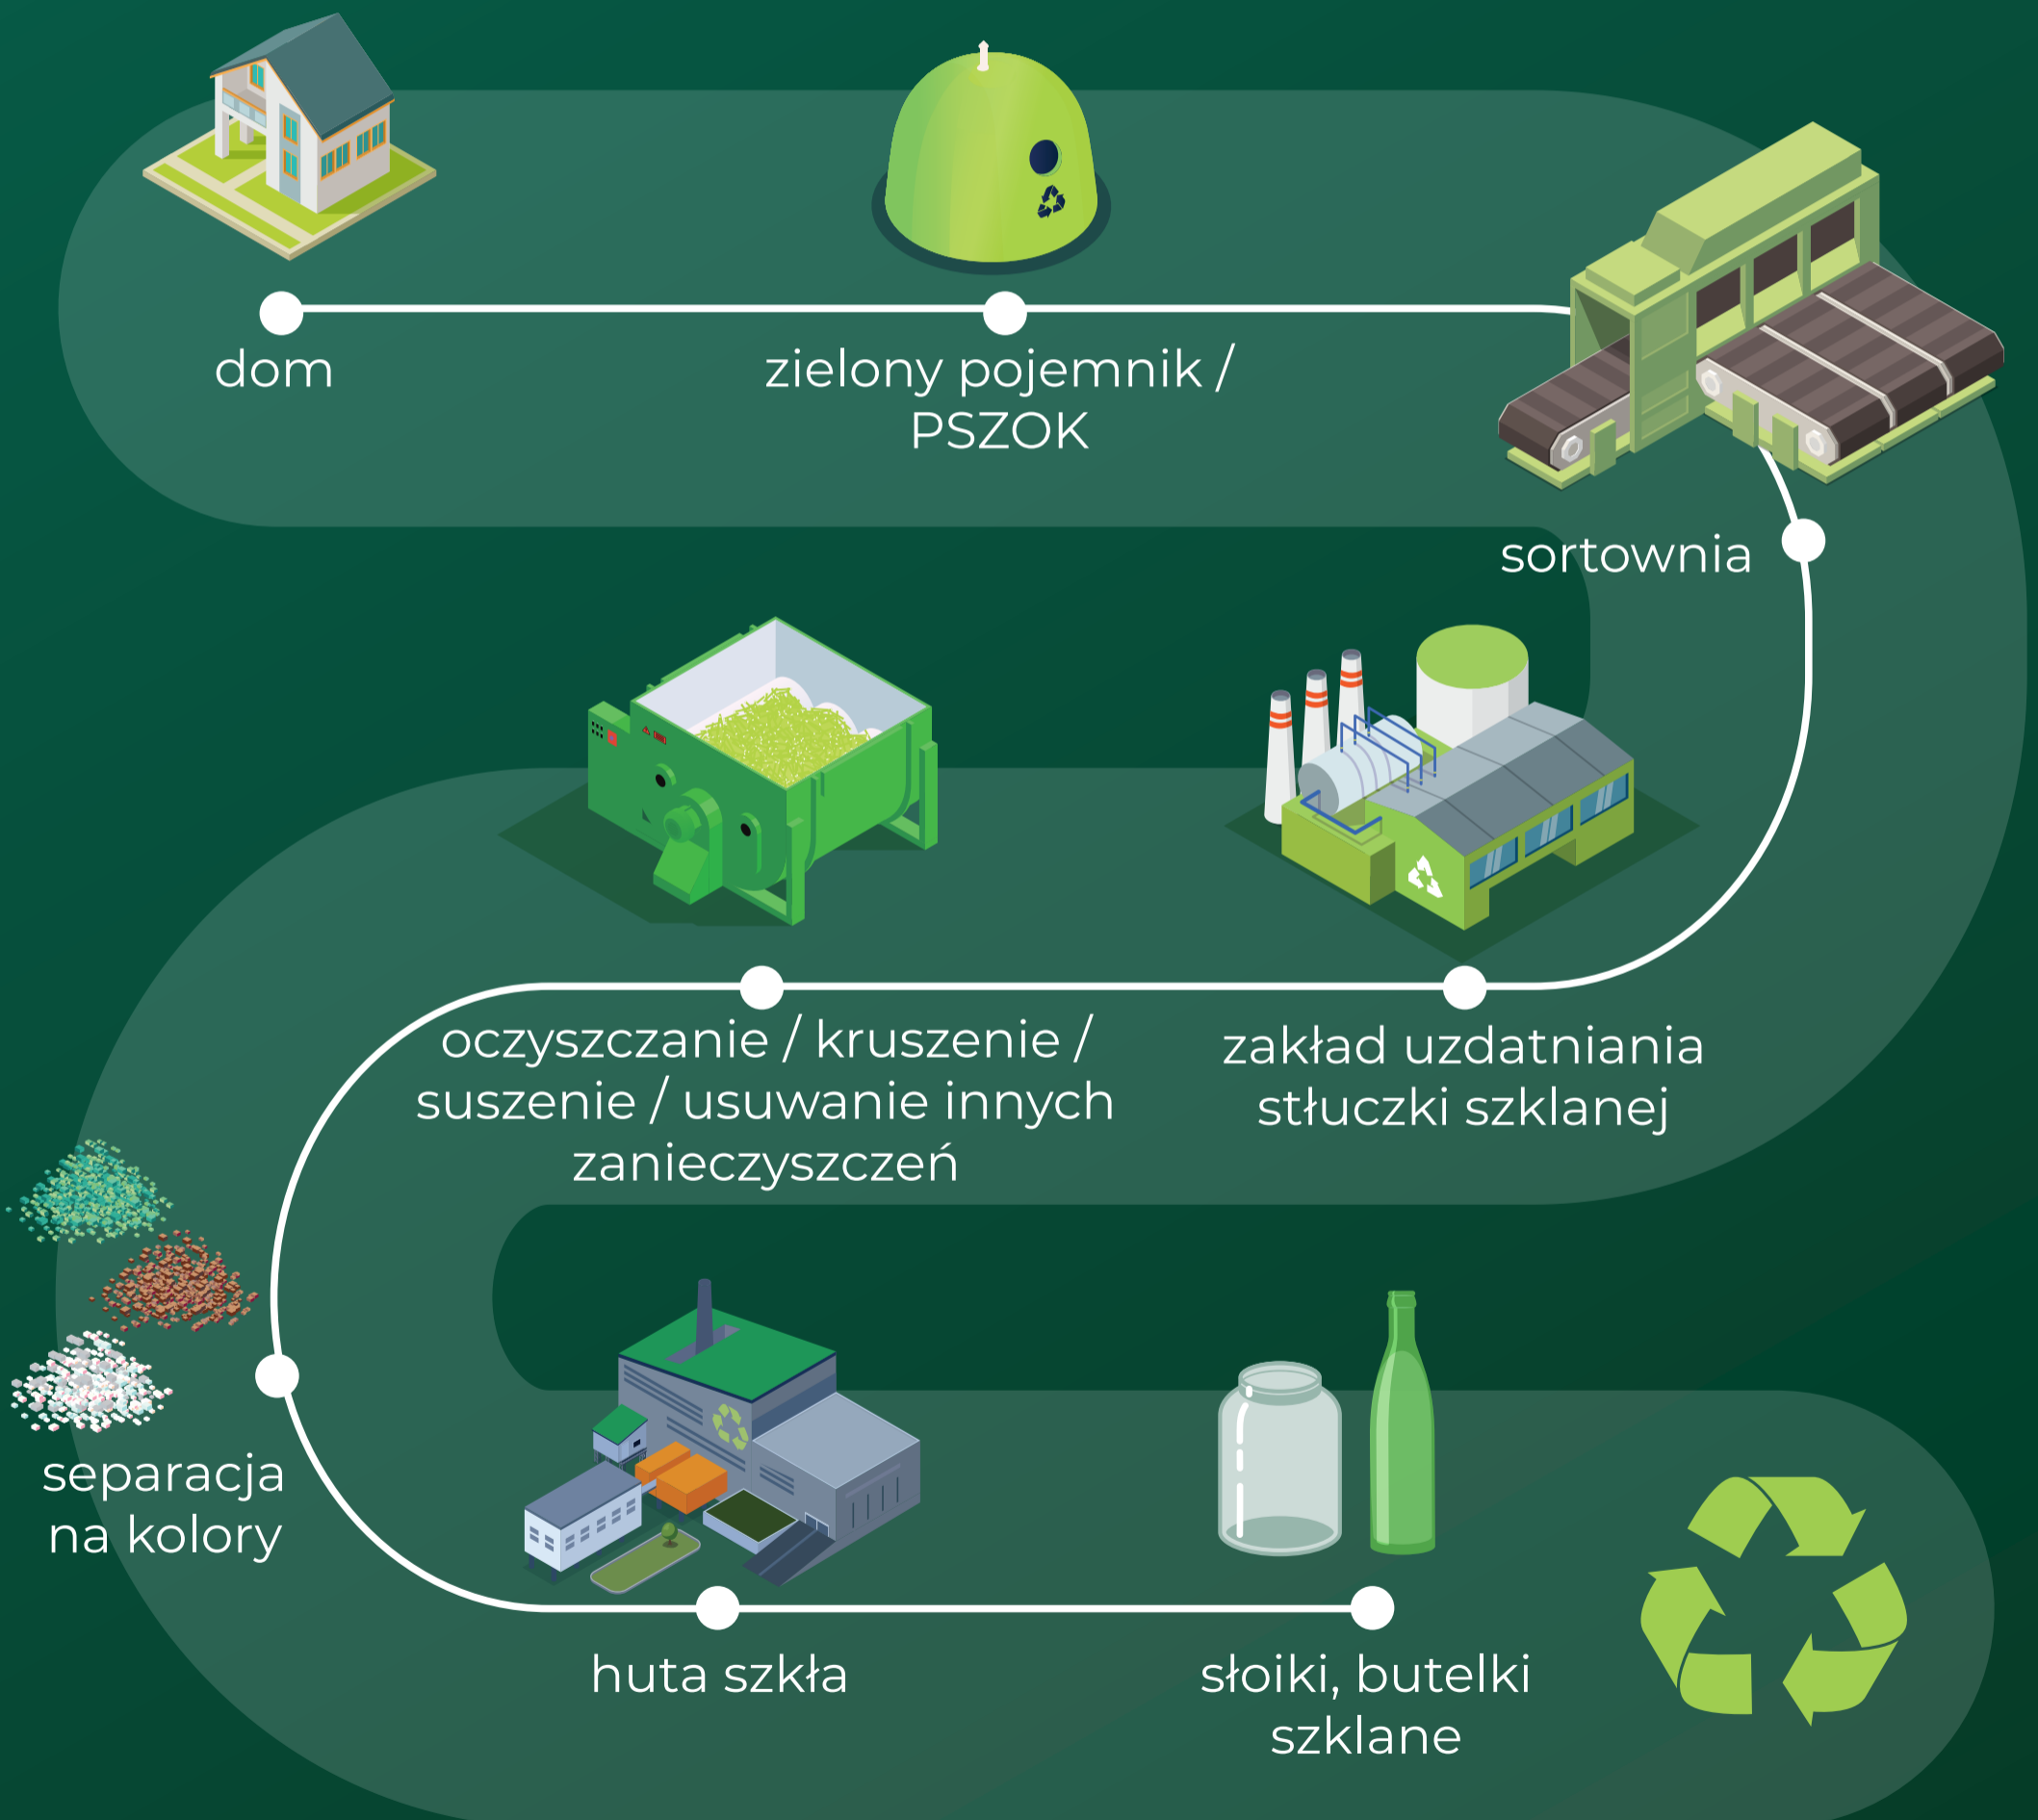 dom
zielony pojemnik /
PSZOK
sortownia
zakład uzdatniania
stłuczki szklanej
oczyszczanie / kruszenie /
suszenie / usuwanie innych
zanieczyszczeń
separacja
na kolory
huta szkła
słoiki, butelki
szklane